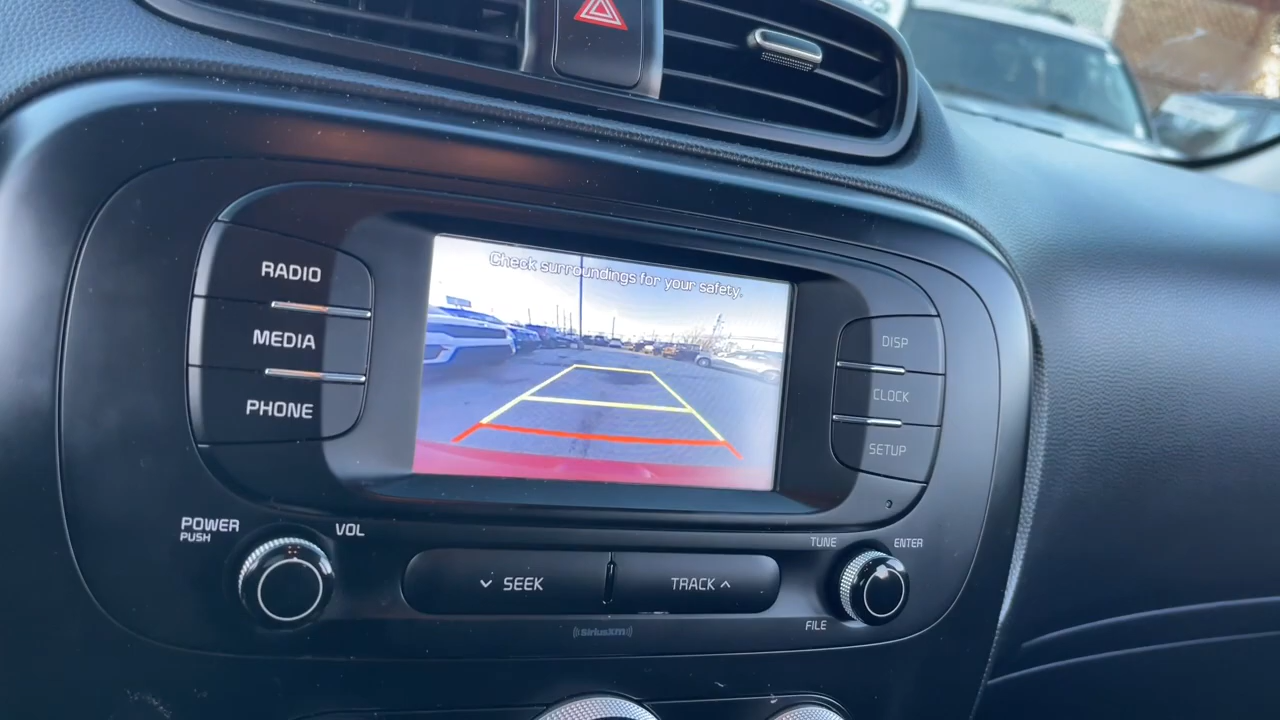 Check surroundings for your safety.
RADIO
MEDIA
PHONE
DISP
CLOCK
SETUP
POWER
PUSH
VOL
SEEK
TRACK
TUNE
ENTER
FILE
SiriusXM